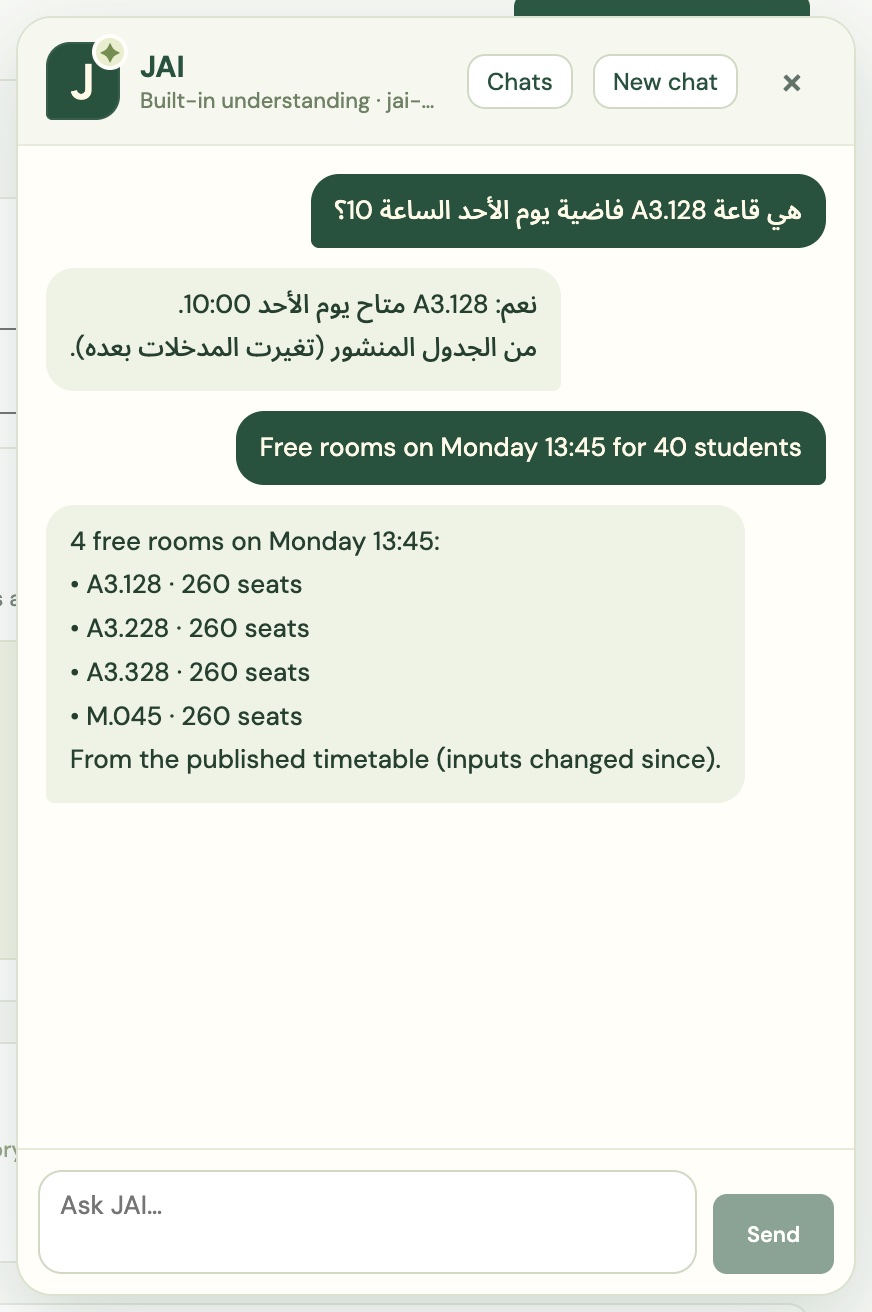 J
JAI
Built-in understanding · jai-...
Chats
New chat
×
هي قاعة A3.128 فاضية يوم الأحد الساعة 10؟
نعم: A3.128 متاح يوم الأحد 10:00.
من الجدول المنشور (تغيرت المدخلات بعده).
Free rooms on Monday 13:45 for 40 students
4 free rooms on Monday 13:45:
• A3.128 · 260 seats
• A3.228 · 260 seats
• A3.328 · 260 seats
• M.045 · 260 seats
From the published timetable (inputs changed since).
Ask JAI...
Send